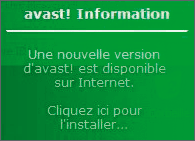 avast! Information
Une nouvelle version
d'avast! est disponible
sur Internet.
Cliquez ici pour
l'installer...